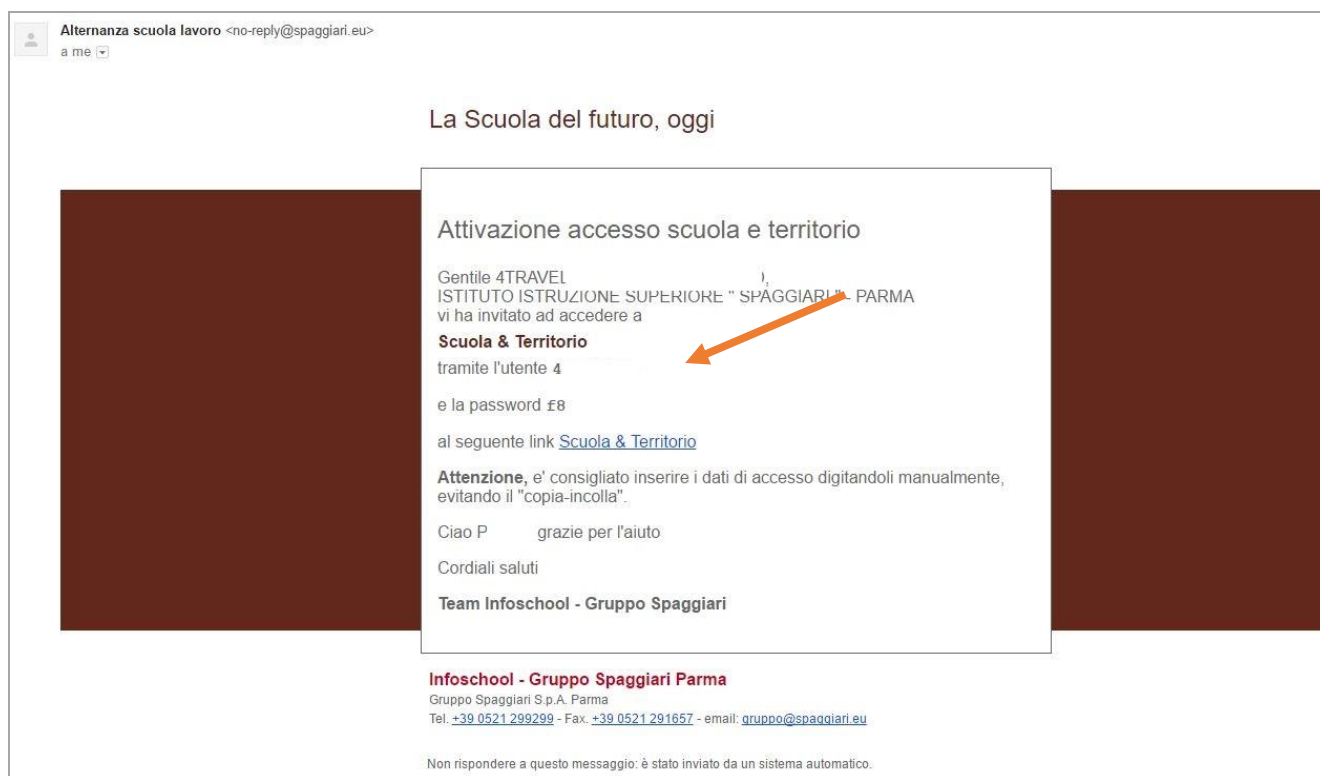 Alternanza scuola lavoro <no-reply@spaggiari.eu>
a me
La Scuola del futuro, oggi
Attivazione accesso scuola e territorio
Gentile 4TRAVEL ),
ISTITUTO ISTRUZIONE SUPERIORE " SPAGGIARI " - PARMA
vi ha invitato ad accedere a
Scuola & Territorio
tramite l'utente 4
e la password f8
al seguente link Scuola & Territorio
Attenzione, e' consigliato inserire i dati di accesso digitandoli manualmente,
evitando il "copia-incolla".
Ciao P grazie per l'aiuto
Cordiali saluti
Team Infoschool - Gruppo Spaggiari
Infoschool - Gruppo Spaggiari Parma
Gruppo Spaggiari S.p.A. Parma
Tel. +39 0521 299299 - Fax. +39 0521 291657 - email: gruppo@spaggiari.eu
Non rispondere a questo messaggio: è stato inviato da un sistema automatico.